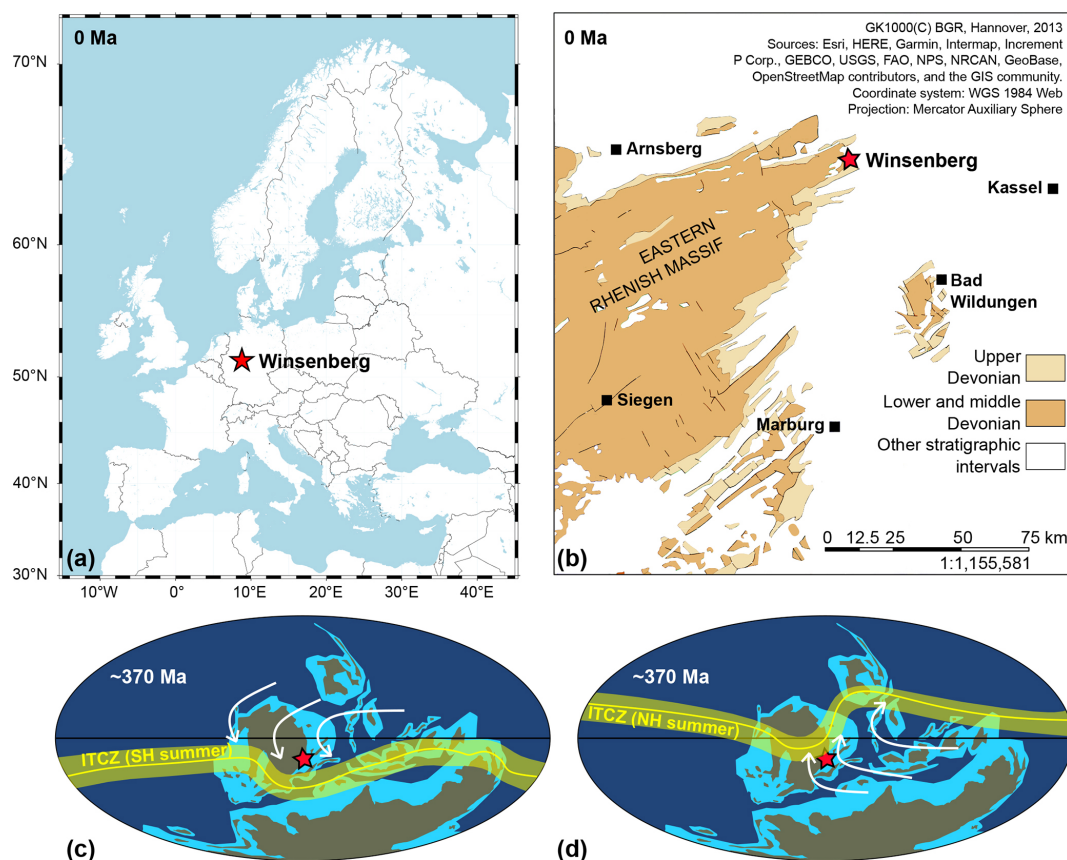 0 Ma
70°N
60°N
50°N
40°N
30°N
10°W
0°
10°E
20°E
30°E
40°E
Winsenberg
(a)
0 Ma
GK1000(C) BGR, Hannover, 2013
Sources: Esri, HERE, Garmin, Intermap, Increment
P Corp., GEBCO, USGS, FAO, NPS, NRCAN, GeoBase,
OpenStreetMap contributors, and the GIS community.
Coordinate system: WGS 1984 Web
Projection: Mercator Auxiliary Sphere
Arnsberg
Winsenberg
Kassel
EASTERN
RHENISH MASSIF
Bad
Wildungen
Siegen
Marburg
Upper
Devonian
Lower and middle
Devonian
Other stratigraphic
intervals
0 12.5 25 50 75 km
1:1,155,581
(b)
~370 Ma
ITCZ (SH summer)
(c)
~370 Ma
ITCZ (NH summer)
(d)